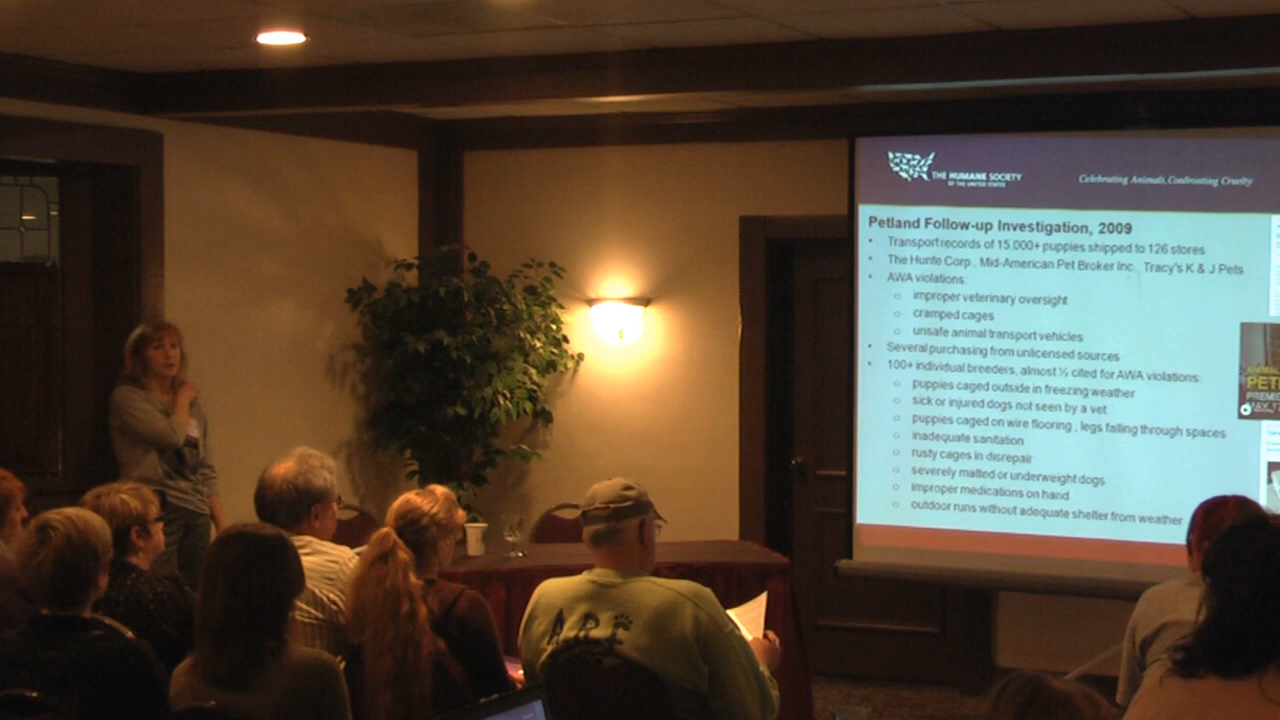 THE HUMANE SOCIETY
OF THE UNITED STATES
Celebrating Animals, Confronting Cruelty
Petland Follow-up Investigation, 2009
Transport records of 15,000+ puppies shipped to 126 stores
The Hunte Corp., Mid-American Pet Broker Inc., Tracy's K & J Pets
AWA violations:
improper veterinary oversight
cramped cages
unsafe animal transport vehicles
Several purchasing from unlicensed sources
100+ individual breeders, almost ½ cited for AWA violations:
puppies caged outside in freezing weather
sick or injured dogs not seen by a vet
puppies caged on wire flooring , legs falling through spaces
inadequate sanitation
rusty cages in disrepair
severely matted or underweight dogs
improper medications on hand
outdoor runs without adequate shelter from weather
ARF